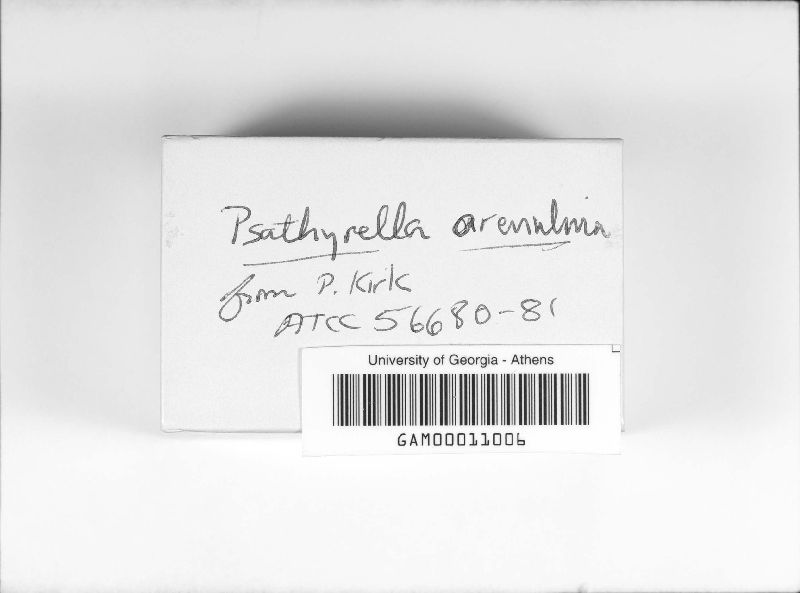 Psathyrella arenulina
from P. Kirk
ATCC 56680-81
University of Georgia - Athens
GAM00011006